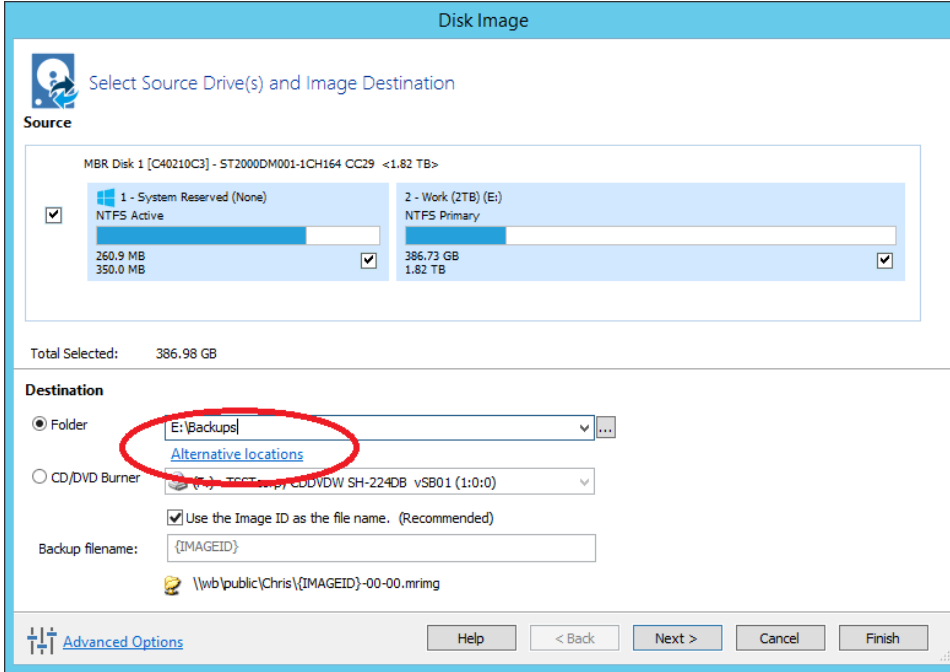 Disk Image
Select Source Drive(s) and Image Destination
Source
MBR Disk 1 [C40210C3] - ST2000DM001-1CH164 CC29 <1.82 TB>
1 - System Reserved (None)
NTFS Active
260.9 MB
350.0 MB
2 - Work (2TB) (E:)
NTFS Primary
386.73 GB
1.82 TB
Total Selected: 386.98 GB
Destination
Folder
E:\Backups
...
Alternative locations
CD/DVD Burner
CDDVDW SH-224DB vSB01 (1:0:0)
Use the Image ID as the file name. (Recommended)
Backup filename:
{IMAGEID}
\\wb\public\Chris\{IMAGEID}-00-00.mrimg
Advanced Options
Help
< Back
Next >
Cancel
Finish